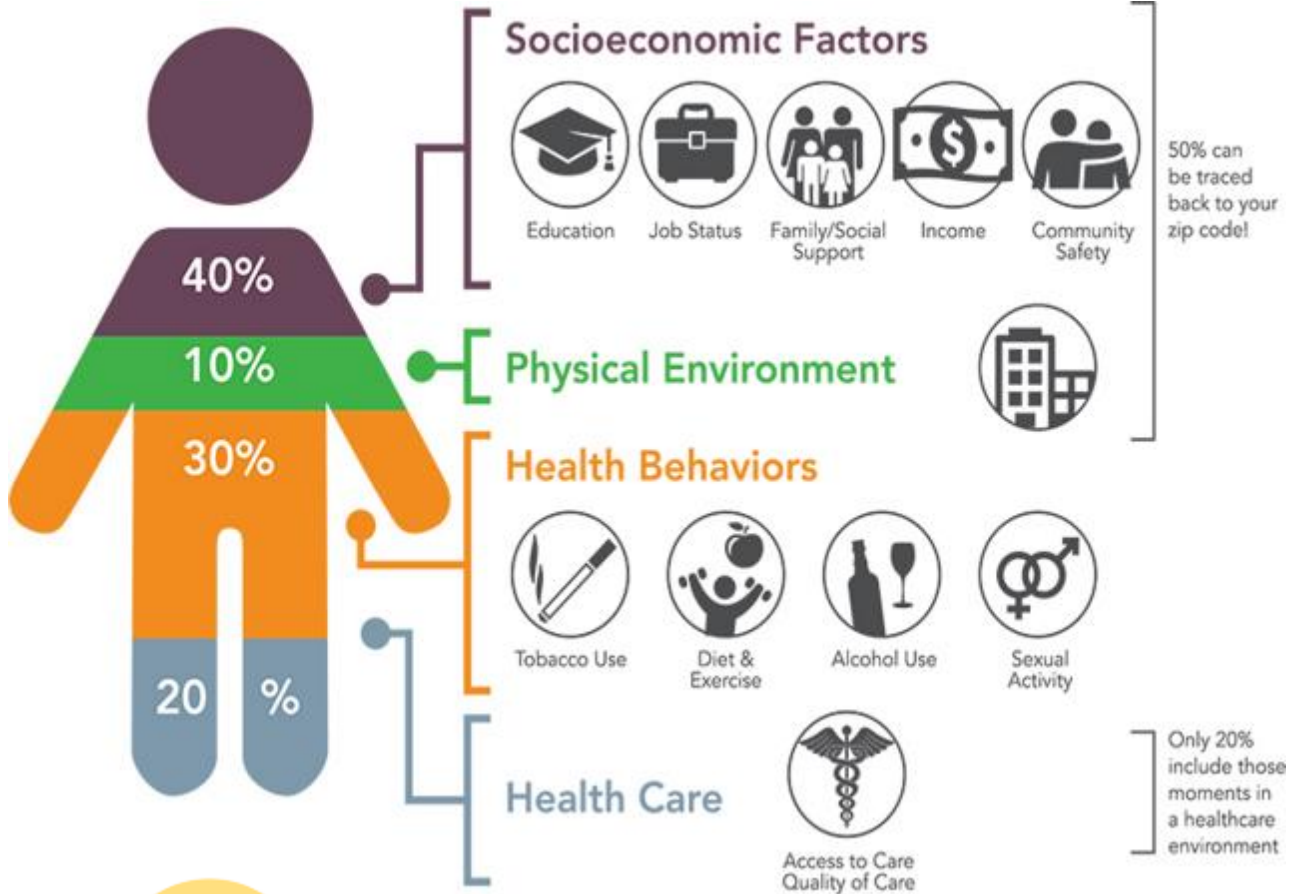 Socioeconomic Factors
$
Education
Job Status
Family/Social
Support
Income
Community
Safety
50% can
be traced
back to your
zip code!
40%
10%
Physical Environment
30%
Health Behaviors
Tobacco Use
Diet &
Exercise
Alcohol Use
Sexual
Activity
20 %
Health Care
Access to Care
Quality of Care
Only 20%
include those
moments in
a healthcare
environment